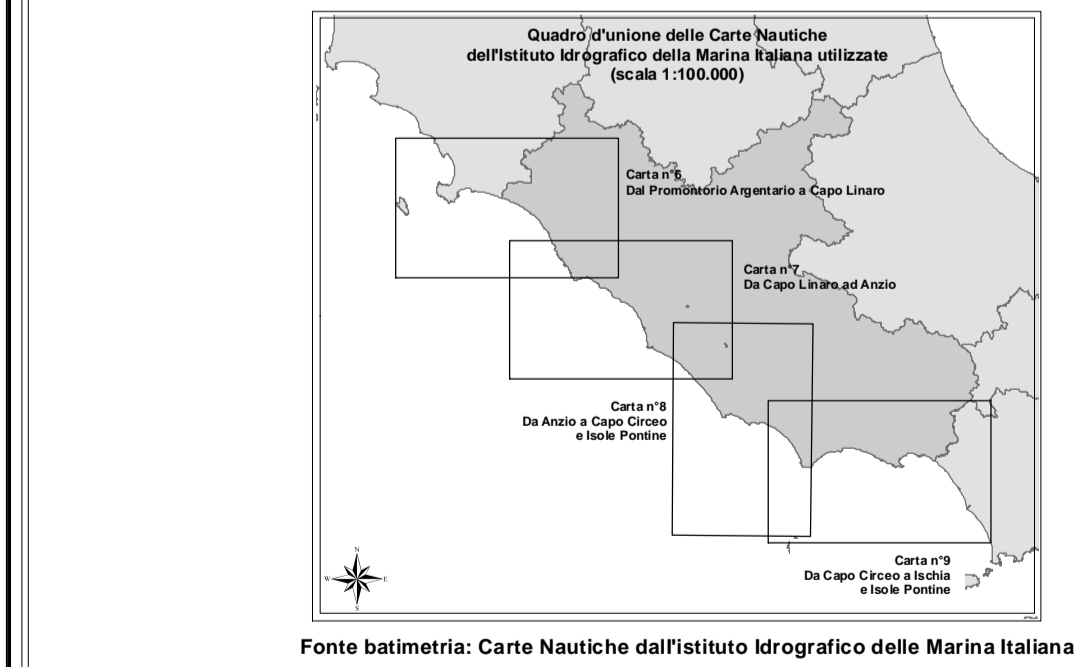 Quadro d'unione delle Carte Nautiche
dell'Istituto Idrografico della Marina Italiana utilizzate
(scala 1:100.000)
Carta n°6
Dal Promontorio Argentario a Capo Linaro
Carta n°7
Da Capo Linaro ad Anzio
Carta n°8
Da Anzio a Capo Circeo
e Isole Pontine
Carta n°9
Da Capo Circeo a Ischia
e Isole Pontine
N
W
E
S
Fonte batimetria: Carte Nautiche dall'istituto Idrografico delle Marina Italiana